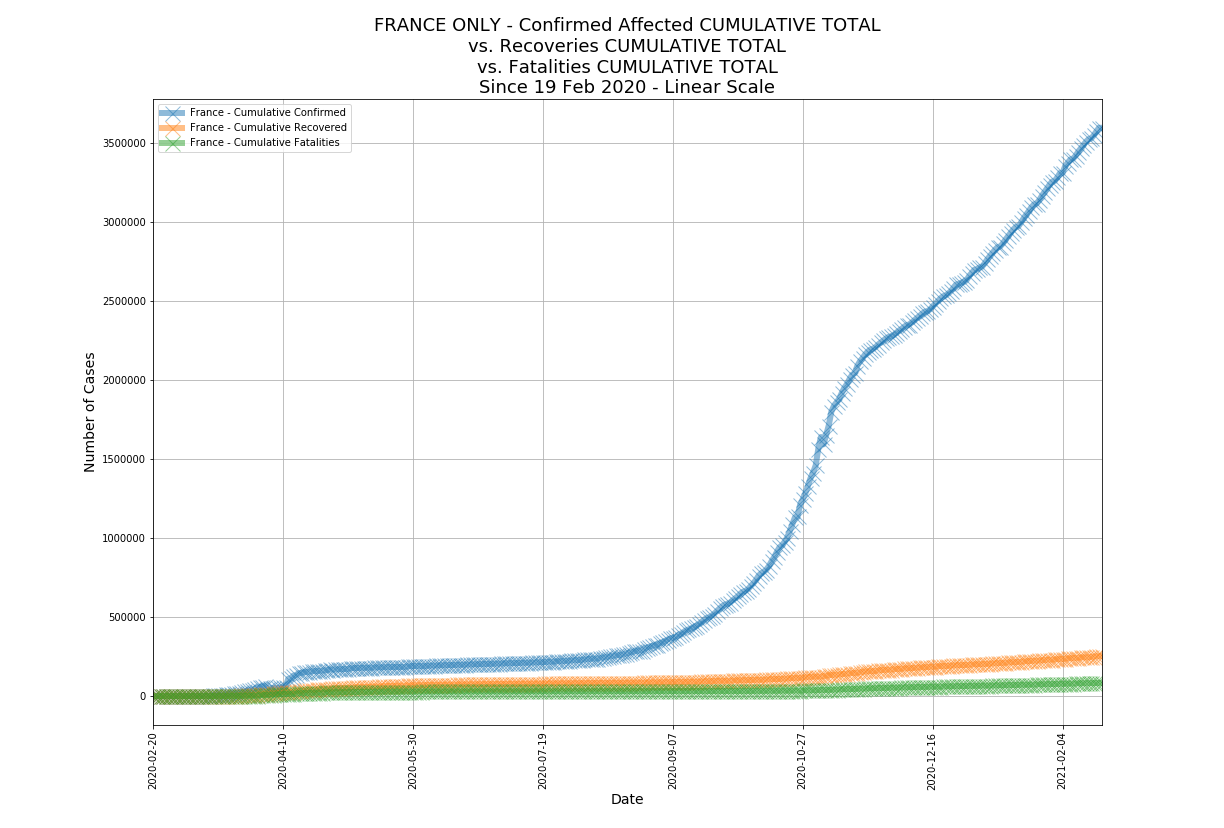 FRANCE ONLY - Confirmed Affected CUMULATIVE TOTAL
vs. Recoveries CUMULATIVE TOTAL
vs. Fatalities CUMULATIVE TOTAL
Since 19 Feb 2020 - Linear Scale
France - Cumulative Confirmed
France - Cumulative Recovered
France - Cumulative Fatalities
Number of Cases
3500000
3000000
2500000
2000000
1500000
1000000
500000
0
2020-02-20
2020-04-10
2020-05-30
2020-07-19
2020-09-07
2020-10-27
2020-12-16
2021-02-04
Date